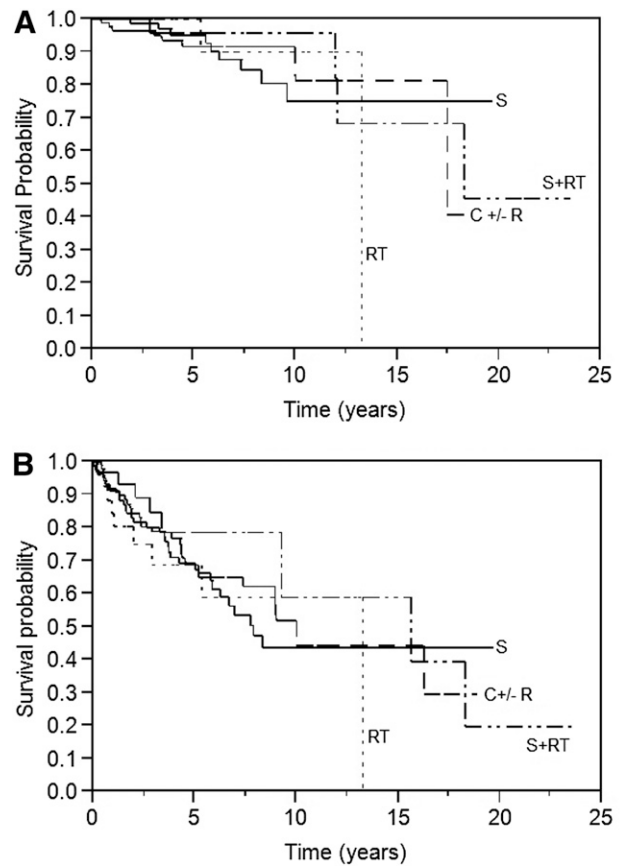 A
1.0
0.9
0.8
0.7
0.6
0.5
0.4
0.3
0.2
0.1
0.0
Survival Probability
S
S+RT
C +/- R
RT
0 5 10 15 20 25
Time (years)
B
1.0
0.9
0.8
0.7
0.6
0.5
0.4
0.3
0.2
0.1
0.0
Survival probability
S
C+/- R
RT
S+RT
0 5 10 15 20 25
Time (years)